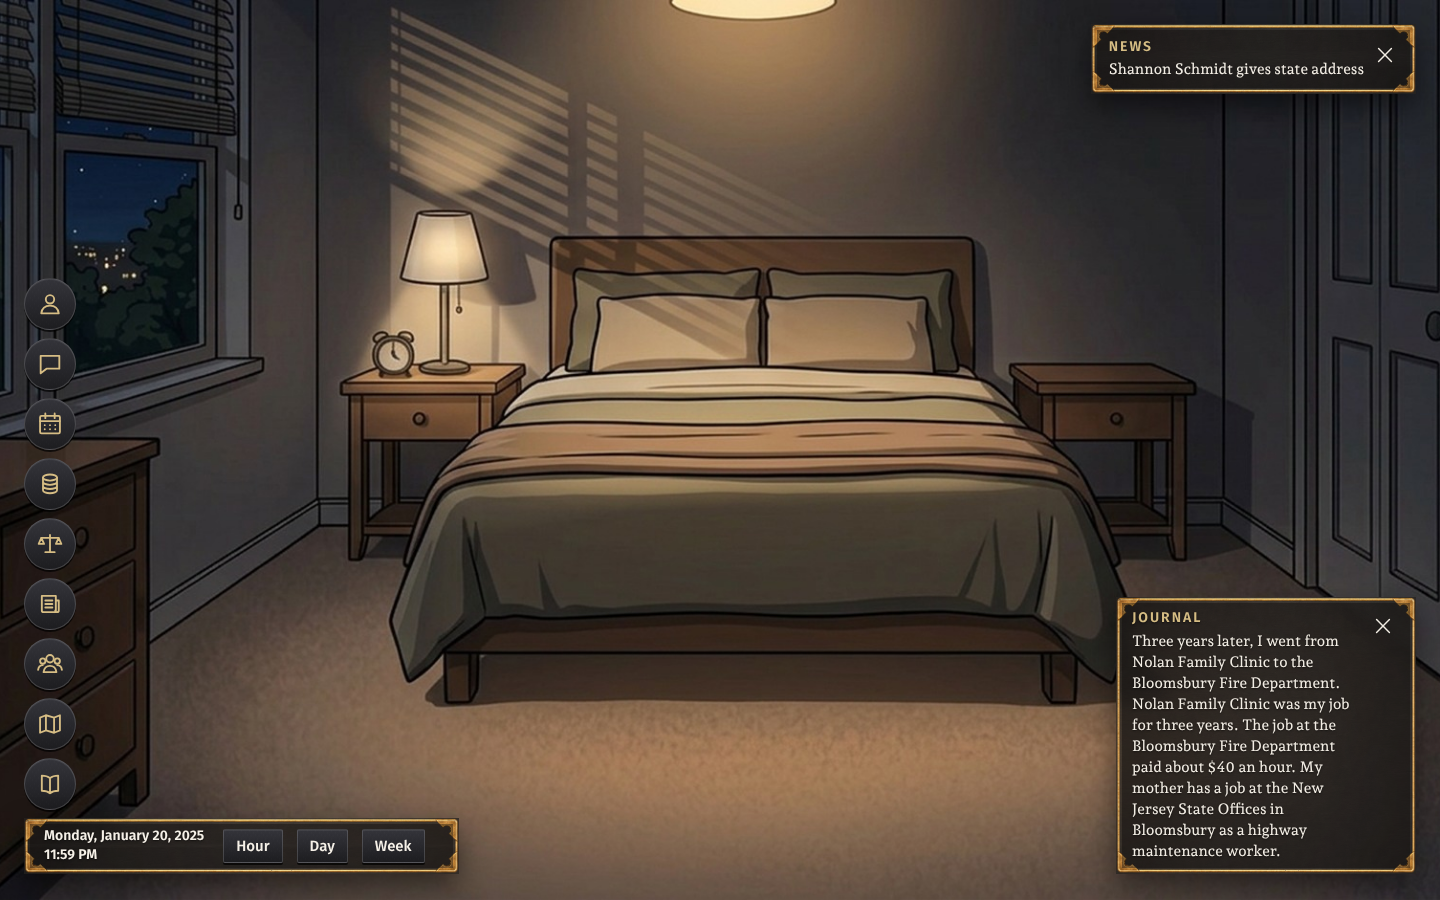 NEWS
Shannon Schmidt gives state address
JOURNAL
Three years later, I went from
Nolan Family Clinic to the
Bloomsbury Fire Department.
Nolan Family Clinic was my job
for three years. The job at the
Bloomsbury Fire Department
paid about $40 an hour. My
mother has a job at the New
Jersey State Offices in
Bloomsbury as a highway
maintenance worker.
Monday, January 20, 2025
11:59 PM
Hour
Day
Week